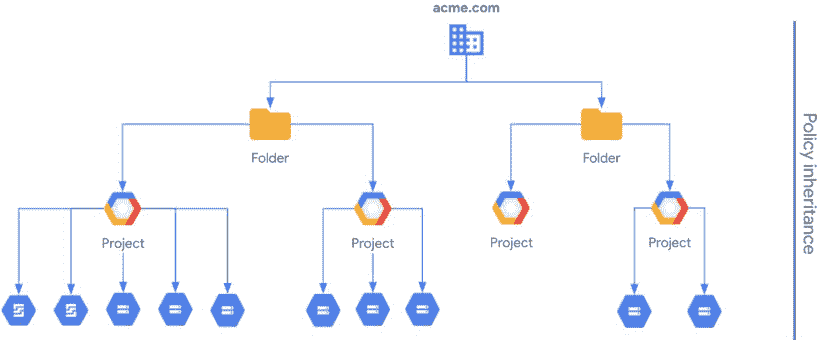 acme.com
Folder
Folder
Project
Project
Project
Project
Policy inheritance